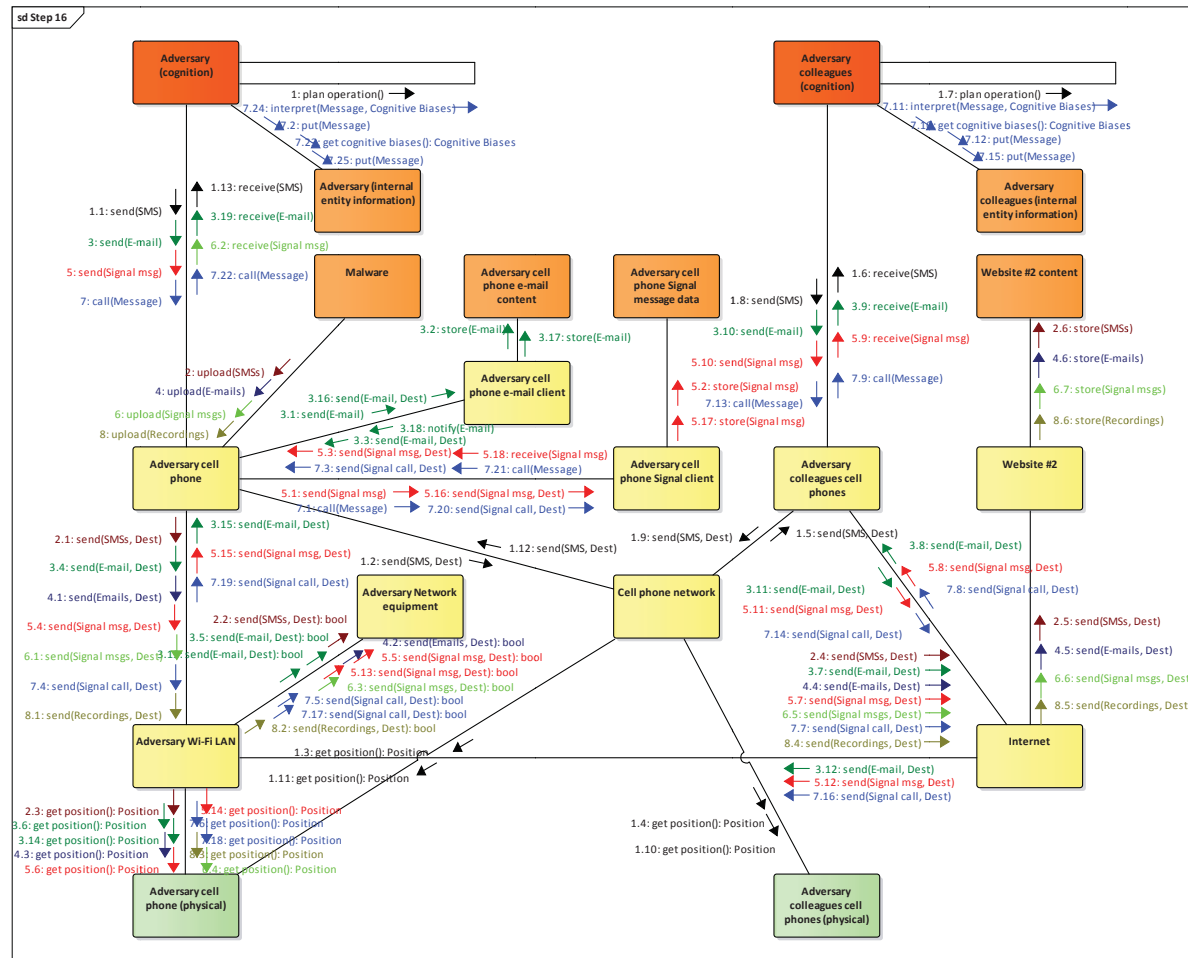 sd Step 16
Adversary
(cognition)
1: plan operation()
7.24: interpret(Message, Cognitive Biases)
7.2: put(Message)
get cognitive biases(): Cognitive Biases
7.25: put(Message)
Adversary
colleagues
(cognition)
1.7: plan operation()
7.11: interpret(Message, Cognitive Biases)
get cognitive biases(): Cognitive Biases
7.12: put(Message)
7.15: put(Message)
Adversary (internal
entity information)
Adversary
colleagues (internal
entity information)
1.13: receive(SMS)
1.1: send(SMS)
3.19: receive(E-mail)
3: send(E-mail)
6.2: receive(Signal msg)
5: send(Signal msg)
7.22: call(Message)
7: call(Message)
Malware
Adversary cell
phone e-mail
content
Adversary cell
phone Signal
message data
Website #2 content
1.6: receive(SMS)
1.8: send(SMS)
3.9: receive(E-mail)
3.10: send(E-mail)
5.9: receive(Signal msg)
5.10: send(Signal msg)
7.9: call(Message)
7.13: call(Message)
3.2: store(E-mail)
3.17: store(E-mail)
2.6: store(SMSs)
4.6: store(E-mails)
6.7: store(Signal msgs)
8.6: store(Recordings)
2: upload(SMSs)
4: upload(E-mails)
6: upload(Signal msgs)
8: upload(Recordings)
Adversary cell
phone e-mail client
5.2: store(Signal msg)
5.17: store(Signal msg)
3.16: send(E-mail, Dest)
3.1: send(E-mail)
3.18: notify(E-mail)
3.3: send(E-mail, Dest)
5.3: send(Signal msg, Dest)
5.18: receive(Signal msg)
7.3: send(Signal call, Dest)
7.21: call(Message)
Adversary cell
phone
Adversary cell
phone Signal client
Adversary
colleagues cell
phones
Website #2
5.1: send(Signal msg)
5.16: send(Signal msg, Dest)
7.1: call(Message)
7.20: send(Signal call, Dest)
3.15: send(E-mail, Dest)
2.1: send(SMSs, Dest)
5.15: send(Signal msg, Dest)
3.4: send(E-mail, Dest)
7.19: send(Signal call, Dest)
4.1: send(Emails, Dest)
5.4: send(Signal msg, Dest)
6.1: send(Signal msgs, Dest)
7.4: send(Signal call, Dest)
8.1: send(Recordings, Dest)
1.12: send(SMS, Dest)
1.2: send(SMS, Dest)
1.9: send(SMS, Dest)
1.5: send(SMS, Dest)
3.8: send(E-mail, Dest)
5.8: send(Signal msg, Dest)
7.8: send(Signal call, Dest)
3.11: send(E-mail, Dest)
5.11: send(Signal msg, Dest)
7.14: send(Signal call, Dest)
Adversary Network
equipment
Cell phone network
2.2: send(SMSs, Dest): bool
3.5: send(E-mail, Dest): bool
send(E-mail, Dest): bool
4.2: send(Emails, Dest): bool
5.5: send(Signal msg, Dest): bool
5.13: send(Signal msg, Dest): bool
6.3: send(Signal msgs, Dest): bool
7.5: send(Signal call, Dest): bool
7.17: send(Signal call, Dest): bool
8.2: send(Recordings, Dest): bool
2.5: send(SMSs, Dest)
4.5: send(Emails, Dest)
6.6: send(Signal msgs, Dest)
8.5: send(Recordings, Dest)
2.4: send(SMSs, Dest)
3.7: send(E-mail, Dest)
4.4: send(E-mails, Dest)
5.7: send(Signal msg, Dest)
6.5: send(Signal msgs, Dest)
7.7: send(Signal call, Dest)
8.4: send(Recordings, Dest)
Adversary Wi-Fi LAN
Internet
1.3: get position(): Position
1.11: get position(): Position
3.12: send(E-mail, Dest)
5.12: send(Signal msg, Dest)
7.16: send(Signal call, Dest)
2.3: get position(): Position
3.6: get position(): Position
3.14: get position(): Position
4.3: get position(): Position
5.6: get position(): Position
5.14: get position(): Position
7.6: get position(): Position
7.18: get position(): Position
8.3: get position(): Position
6.4: get position(): Position
1.4: get position(): Position
1.10: get position(): Position
Adversary cell
phone (physical)
Adversary
colleagues cell
phones (physical)